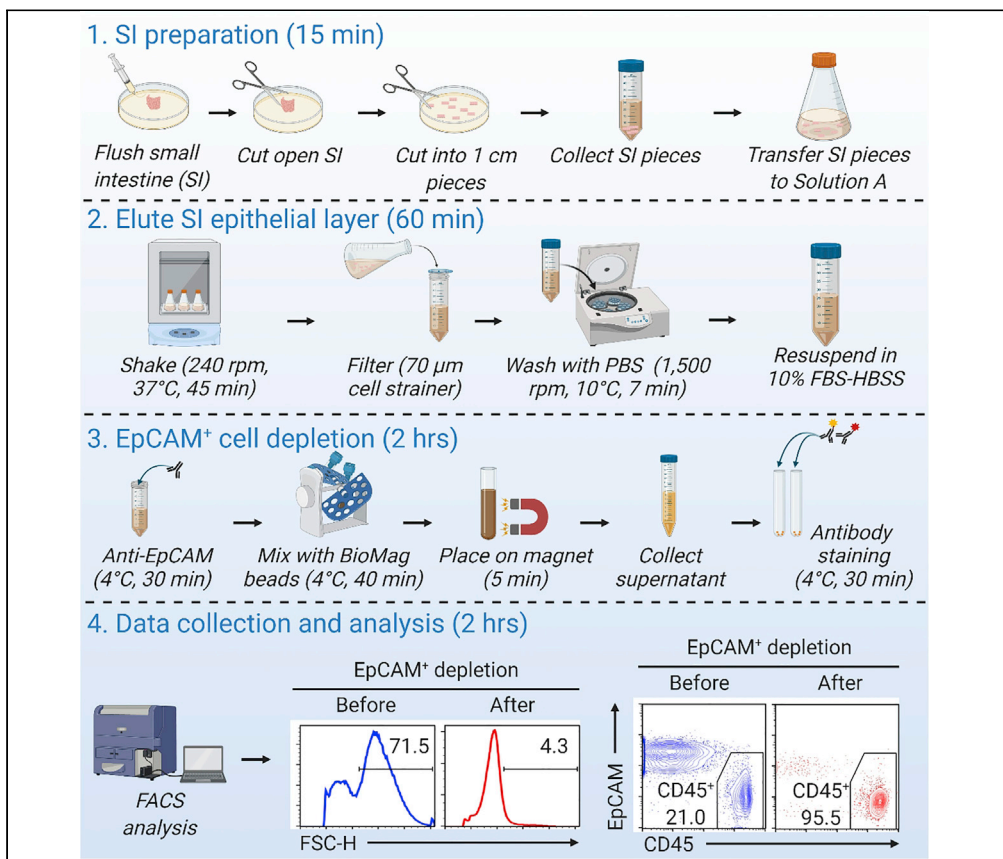 1. SI preparation (15 min)
Flush small
intestine (SI)
Cut open SI
Cut into 1 cm
pieces
Collect SI pieces
Transfer SI pieces
to Solution A
2. Elute SI epithelial layer (60 min)
Shake (240 rpm,
37°C, 45 min)
Filter (70 µm
cell strainer)
Wash with PBS (1,500
rpm, 10°C, 7 min)
Resuspend in
10% FBS-HBSS
3. EpCAM⁺ cell depletion (2 hrs)
Anti-EpCAM
(4°C, 30 min)
Mix with BioMag
beads (4°C, 40 min)
Place on magnet
(5 min)
Collect
supernatant
Antibody
staining
(4°C, 30 min)
4. Data collection and analysis (2 hrs)
FACS
analysis
EpCAM⁺ depletion
Before
After
71.5
4.3
FSC-H
EpCAM⁺ depletion
Before
After
EpCAM
CD45⁺
21.0
CD45⁺
95.5
CD45